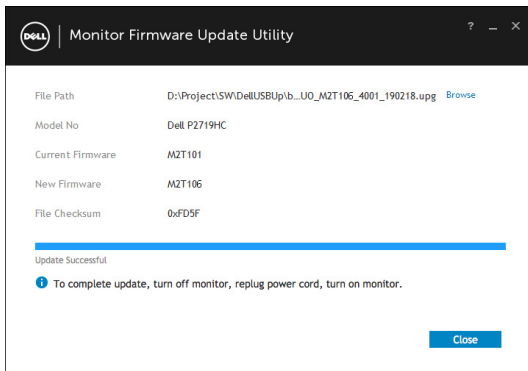 DELL Monitor Firmware Update Utility ? _ X
File Path D:\Project\SW\DellUSBUp\b...U0_M2T106_4001_190218.upg Browse
Model No Dell P2719HC
Current Firmware M2T101
New Firmware M2T106
File Checksum 0xFD5F
Update Successful
To complete update, turn off monitor, replug power cord, turn on monitor.
Close